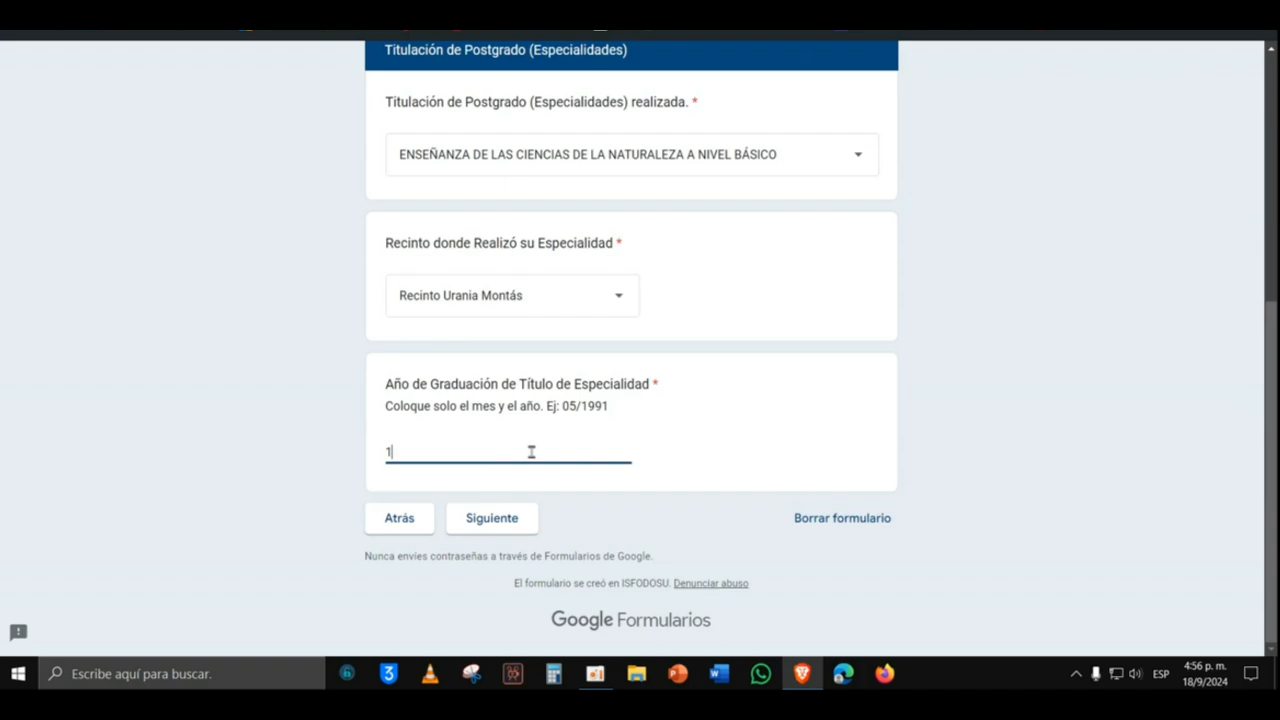 Titulación de Postgrado (Especialidades)
Titulación de Postgrado (Especialidades) realizada. *
ENSEÑANZA DE LAS CIENCIAS DE LA NATURALEZA A NIVEL BÁSICO
Recinto donde Realizó su Especialidad *
Recinto Urania Montás
Año de Graduación de Título de Especialidad *
Coloque solo el mes y el año. Ej: 05/1991
1
Atrás Siguiente Borrar formulario
Nunca envíes contraseñas a través de Formularios de Google.
El formulario se creó en ISFODOSU. Denunciar abuso
Google Formularios
Escribe aquí para buscar. ESP 4:56 p. m.
18/9/2024